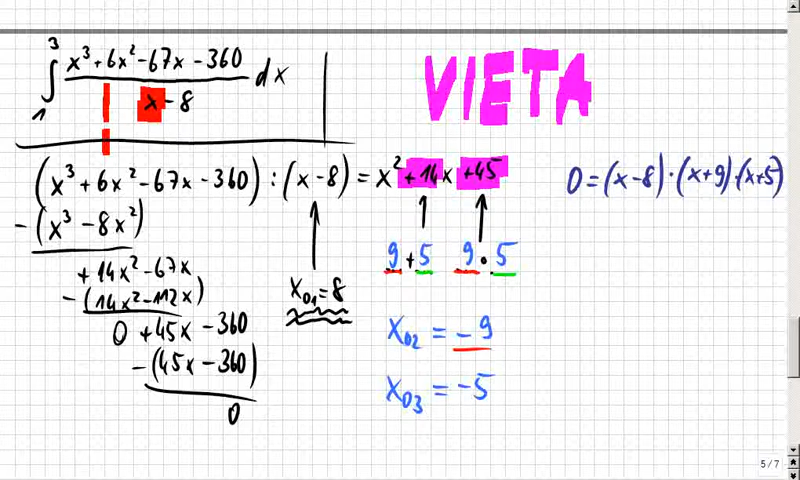 ∫₁³ (x³+6x²-67x-360)/(x-8) dx
VIETA
(x³+6x²-67x-360):(x-8)=x²+14x+45
0=(x-8)·(x+9)·(x+5)
-(x³-8x²)
+14x²-67x
9+5 9·5
-(14x²-112x)
x₀₁=8
0+45x-360
x₀₂=-9
-(45x-360)
x₀₃=-5
0
5/7